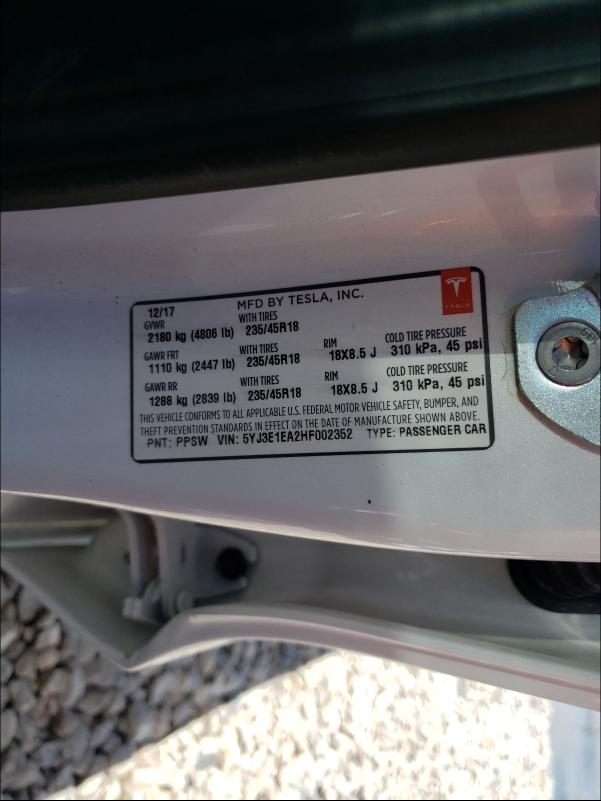 12/17 MFD BY TESLA, INC.
GVWR WITH TIRES
2180 kg (4806 lb) 235/45R18
GAWR FRT WITH TIRES RIM COLD TIRE PRESSURE
1110 kg (2447 lb) 235/45R18 18X8.5 J 310 kPa, 45 psi
GAWR RR WITH TIRES RIM COLD TIRE PRESSURE
1288 kg (2839 lb) 235/45R18 18X8.5 J 310 kPa, 45 psi
THIS VEHICLE CONFORMS TO ALL APPLICABLE U.S. FEDERAL MOTOR VEHICLE SAFETY, BUMPER, AND
THEFT PREVENTION STANDARDS IN EFFECT ON THE DATE OF MANUFACTURE SHOWN ABOVE.
PNT: PPSW VIN: 5YJ3E1EA2HF002352 TYPE: PASSENGER CAR
TESLA